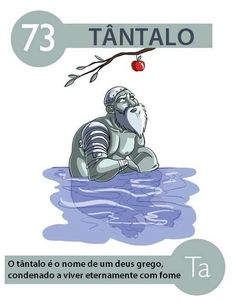 73
TÂNTALO
O tântalo é o nome de um deus grego,
condenado a viver eternamente com fome
Ta